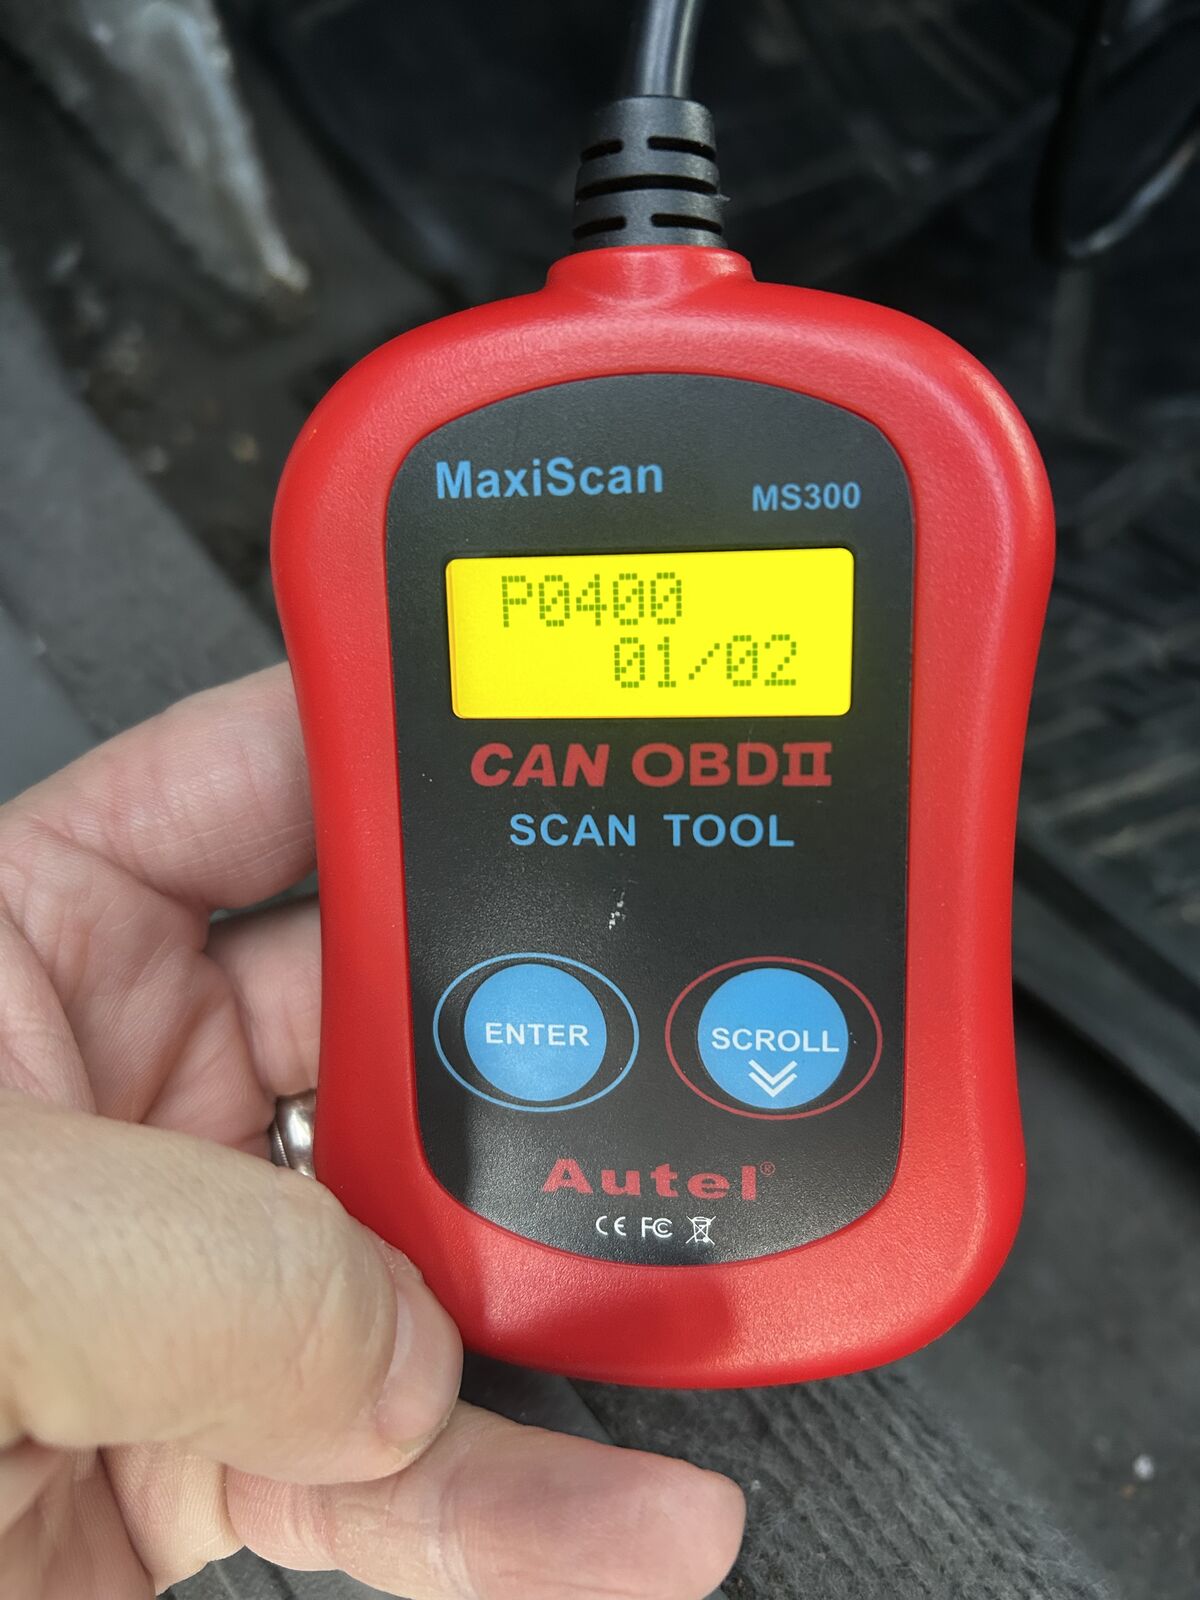 MaxiScan MS300
P0400
01/02
CAN OBDII
SCAN TOOL
ENTER SCROLL
Autel®
CE FC